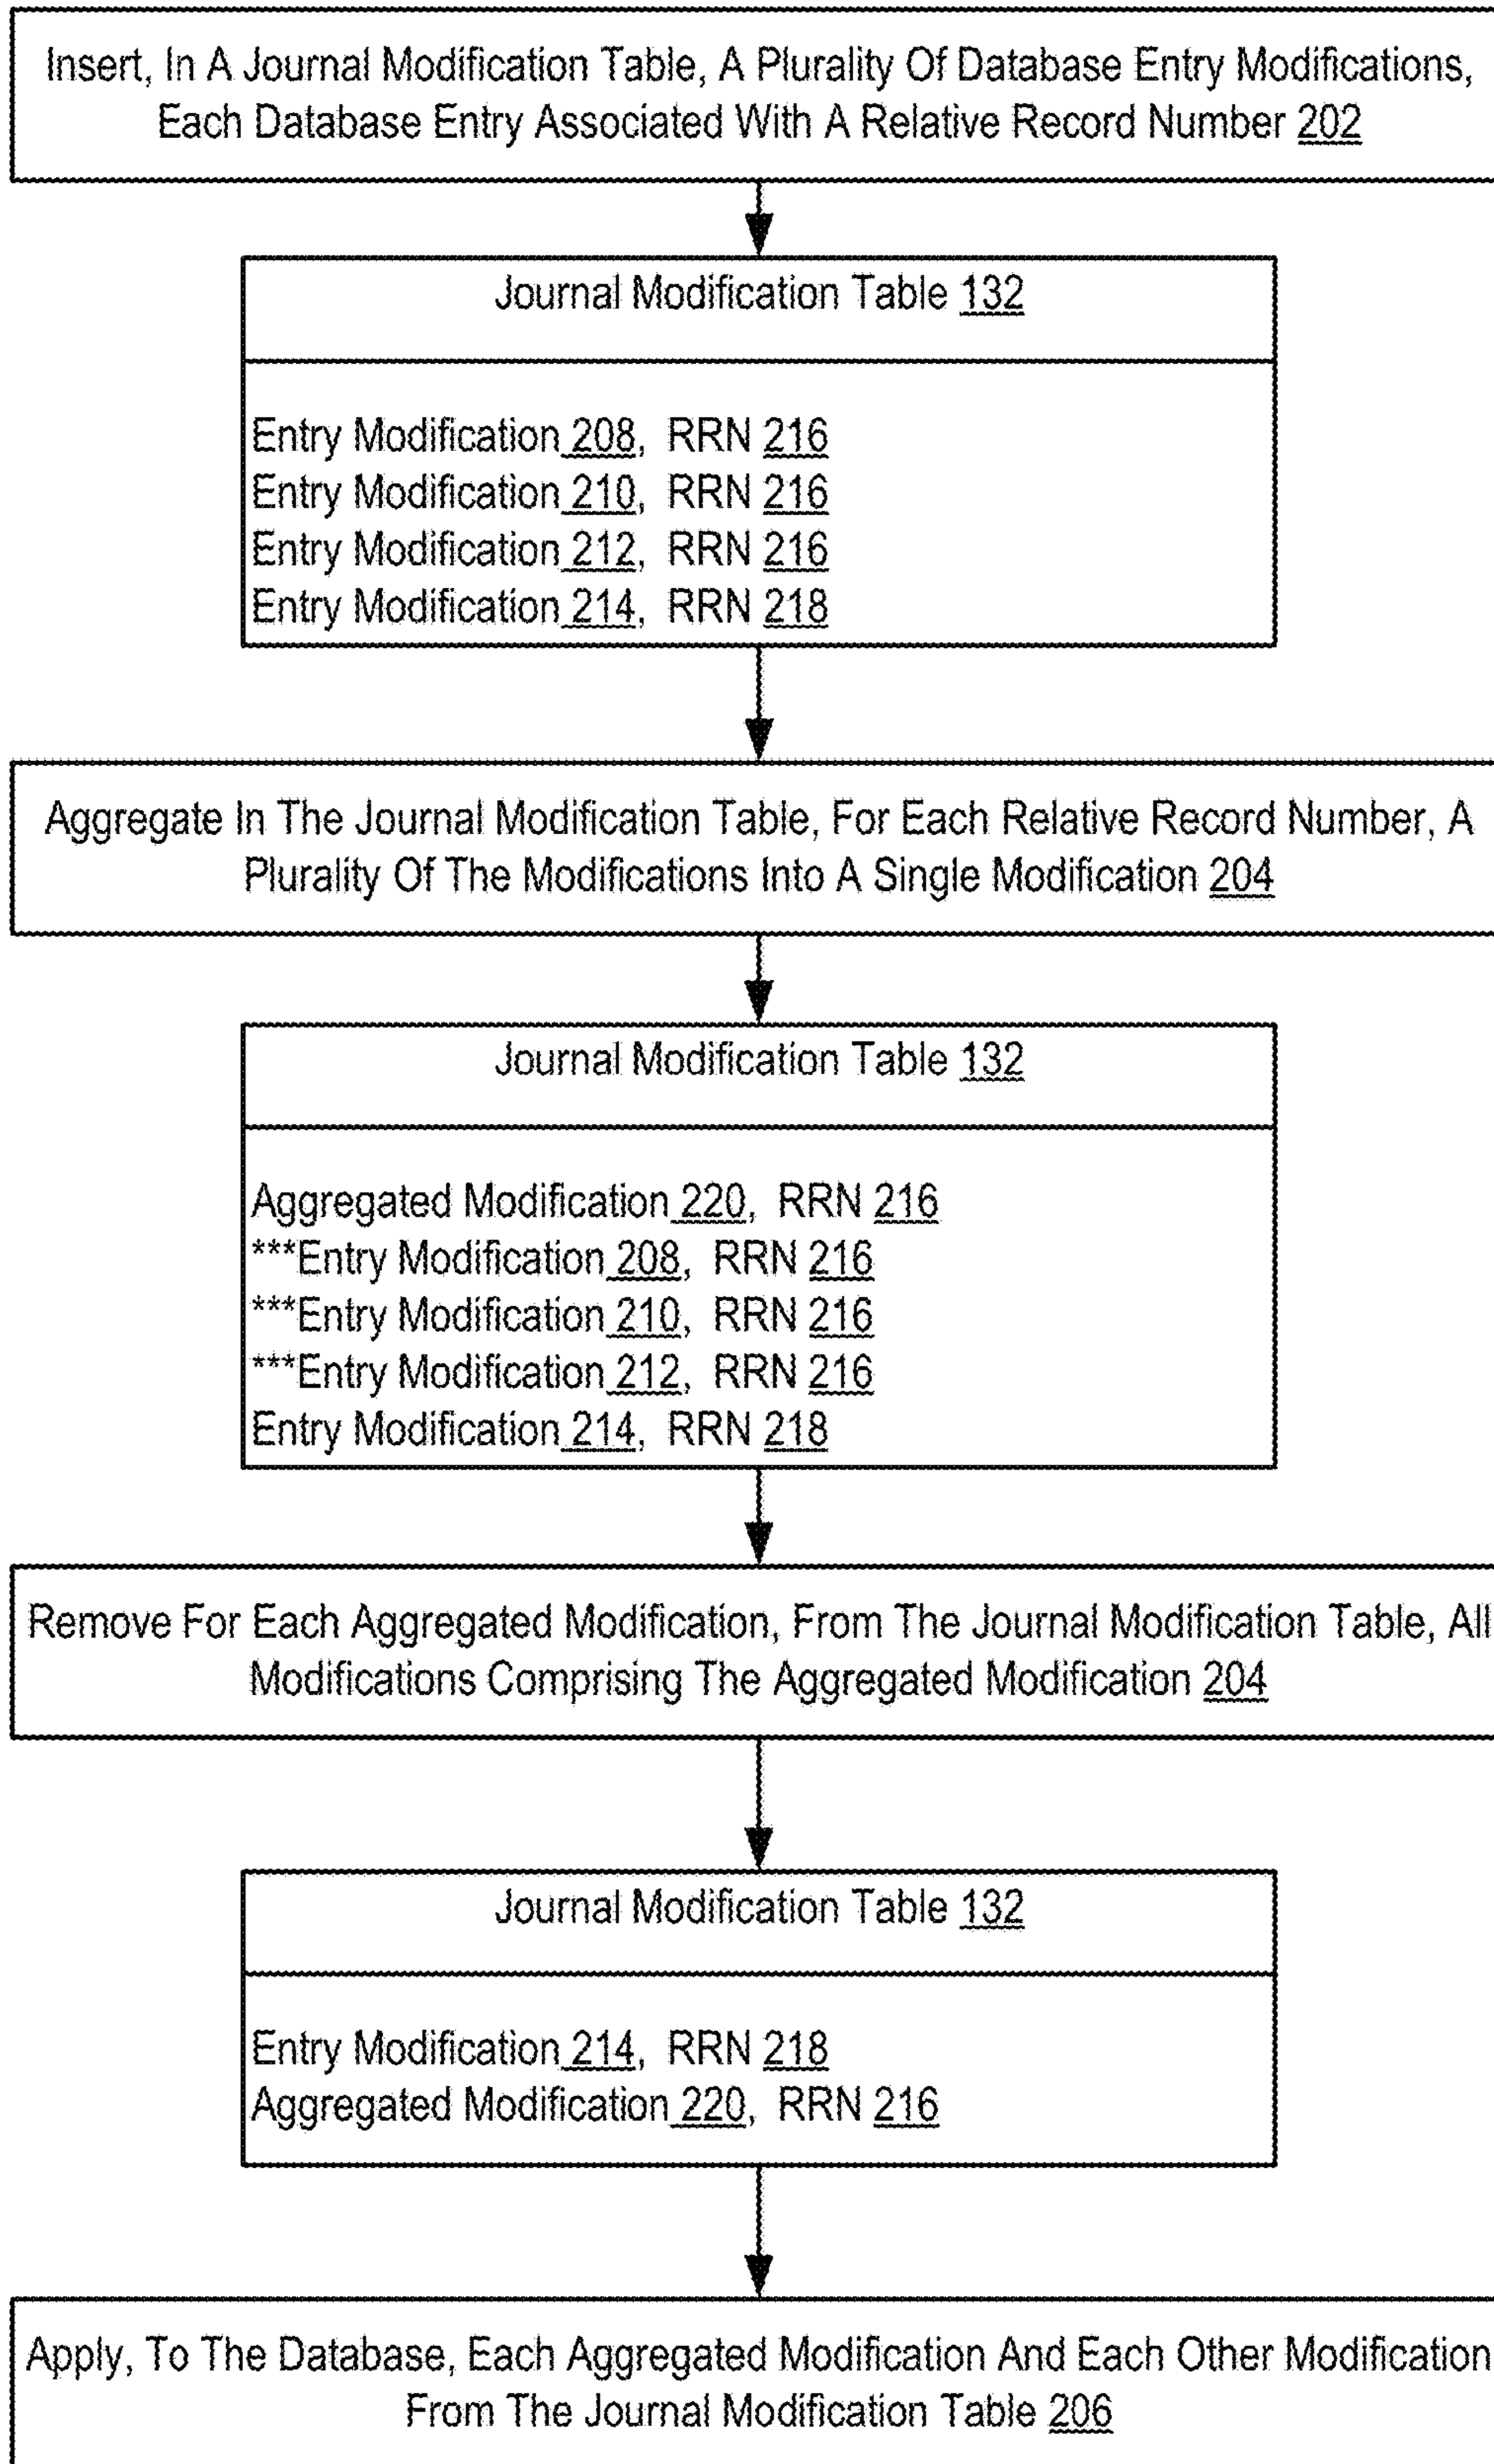 Insert, In A Journal Modification Table, A Plurality Of Database Entry Modifications,
Each Database Entry Associated With A Relative Record Number 202
Journal Modification Table 132
Entry Modification 208, RRN 216
Entry Modification 210, RRN 216
Entry Modification 212, RRN 216
Entry Modification 214, RRN 218
Aggregate In The Journal Modification Table, For Each Relative Record Number, A
Plurality Of The Modifications Into A Single Modification 204
Journal Modification Table 132
Aggregated Modification 220, RRN 216
***Entry Modification 208, RRN 216
***Entry Modification 210, RRN 216
***Entry Modification 212, RRN 216
Entry Modification 214, RRN 218
Remove For Each Aggregated Modification, From The Journal Modification Table, All
Modifications Comprising The Aggregated Modification 204
Journal Modification Table 132
Entry Modification 214, RRN 218
Aggregated Modification 220, RRN 216
Apply, To The Database, Each Aggregated Modification And Each Other Modification
From The Journal Modification Table 206